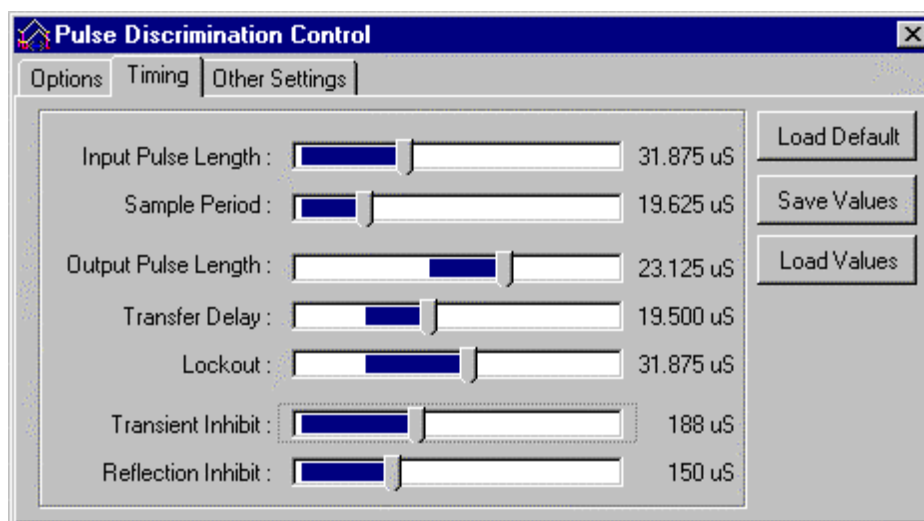 Pulse Discrimination Control
Options Timing Other Settings
Input Pulse Length : 31.875 uS
Sample Period : 19.625 uS
Output Pulse Length : 23.125 uS
Transfer Delay : 19.500 uS
Lockout : 31.875 uS
Transient Inhibit : 188 uS
Reflection Inhibit : 150 uS
Load Default
Save Values
Load Values